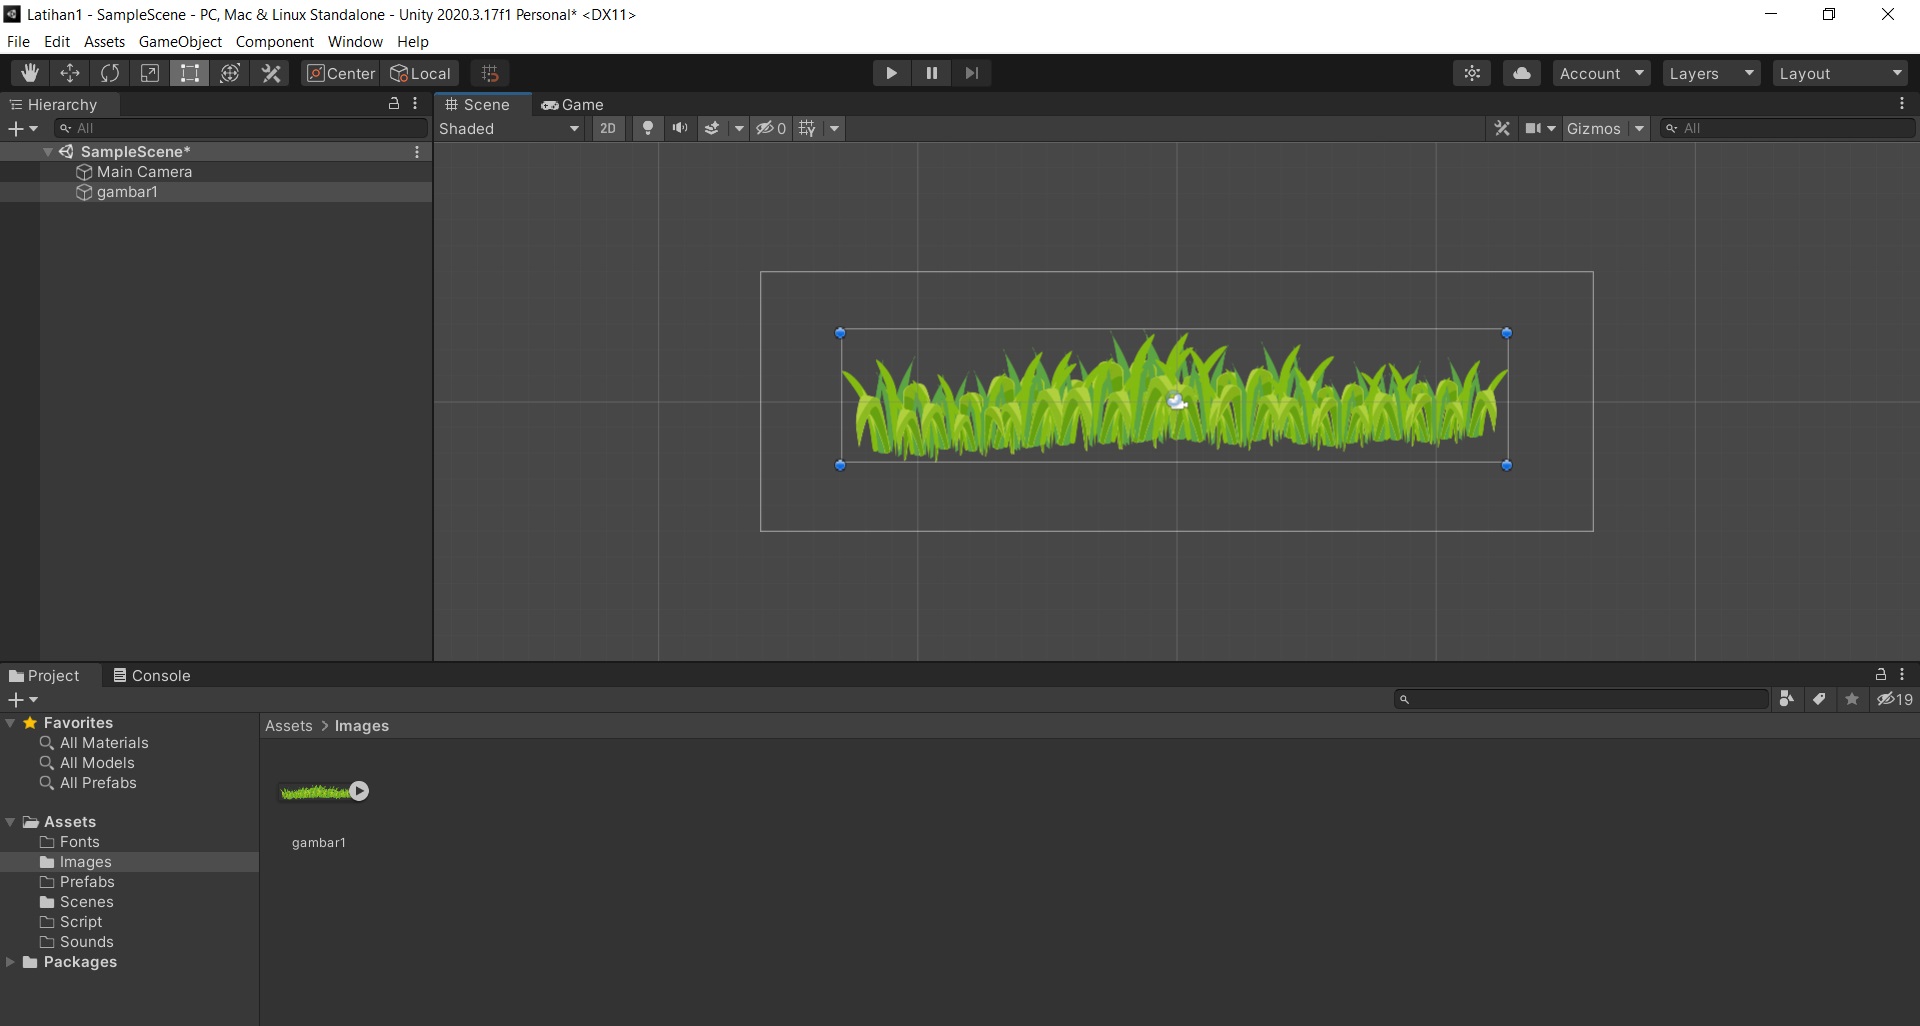 Latihan1 - SampleScene - PC, Mac & Linux Standalone - Unity 2020.3.17f1 Personal* <DX11>
File Edit Assets GameObject Component Window Help
Center Local Account Layers Layout
Hierarchy
All
SampleScene*
Main Camera
gambar1
Scene Game
Shaded 2D 0 Gizmos All
Project Console
19
Favorites
All Materials
All Models
All Prefabs
Assets
Fonts
Images
Prefabs
Scenes
Script
Sounds
Packages
Assets > Images
gambar1